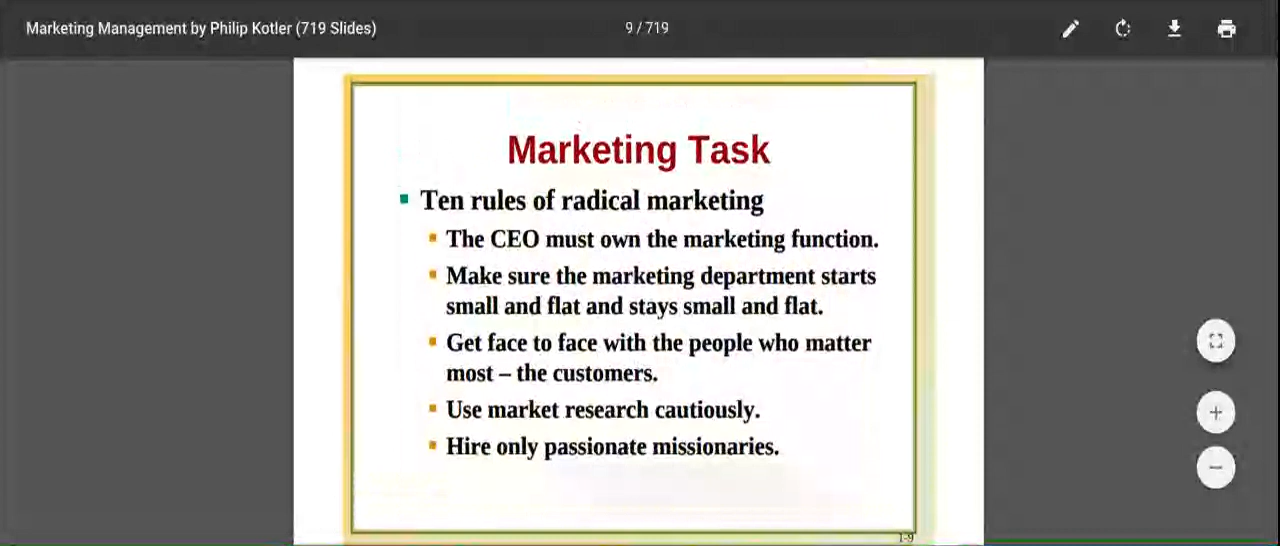 Marketing Management by Philip Kotler (719 Slides)
9 / 719
Marketing Task
Ten rules of radical marketing
The CEO must own the marketing function.
Make sure the marketing department starts
small and flat and stays small and flat.
Get face to face with the people who matter
most – the customers.
Use market research cautiously.
Hire only passionate missionaries.
1-9